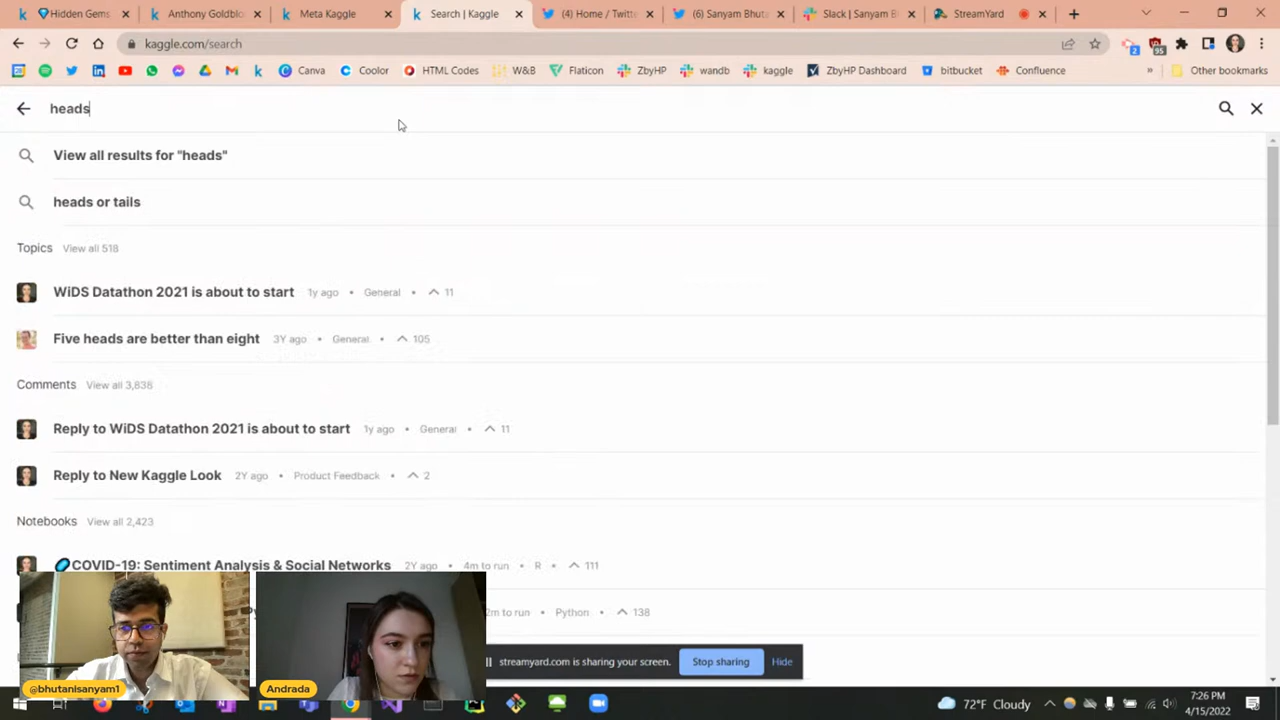 Hidden Gems
Anthony Goldblo
Meta Kaggle
Search | Kaggle
(4) Home / Twitte
(6) Sanyam Bhuta
Slack | Sanyam B
StreamYard
kaggle.com/search
2
95
Canva
Coolor
HTML Codes
W&B
Flaticon
ZbyHP
wandb
kaggle
ZbyHP Dashboard
bitbucket
Confluence
»
Other bookmarks
heads
View all results for "heads"
heads or tails
Topics View all 518
WiDS Datathon 2021 is about to start 1y ago • General • 11
Five heads are better than eight 3Y ago • General • 105
Comments View all 3,838
Reply to WiDS Datathon 2021 is about to start 1y ago • General • 11
Reply to New Kaggle Look 2Y ago • Product Feedback • 2
Notebooks View all 2,423
COVID-19: Sentiment Analysis & Social Networks 2Y ago • 4m to run • R • 111
2m to run • Python • 138
streamyard.com is sharing your screen. Stop sharing Hide
@bhutanisanyam1
Andrada
72°F Cloudy
7:26 PM
4/15/2022